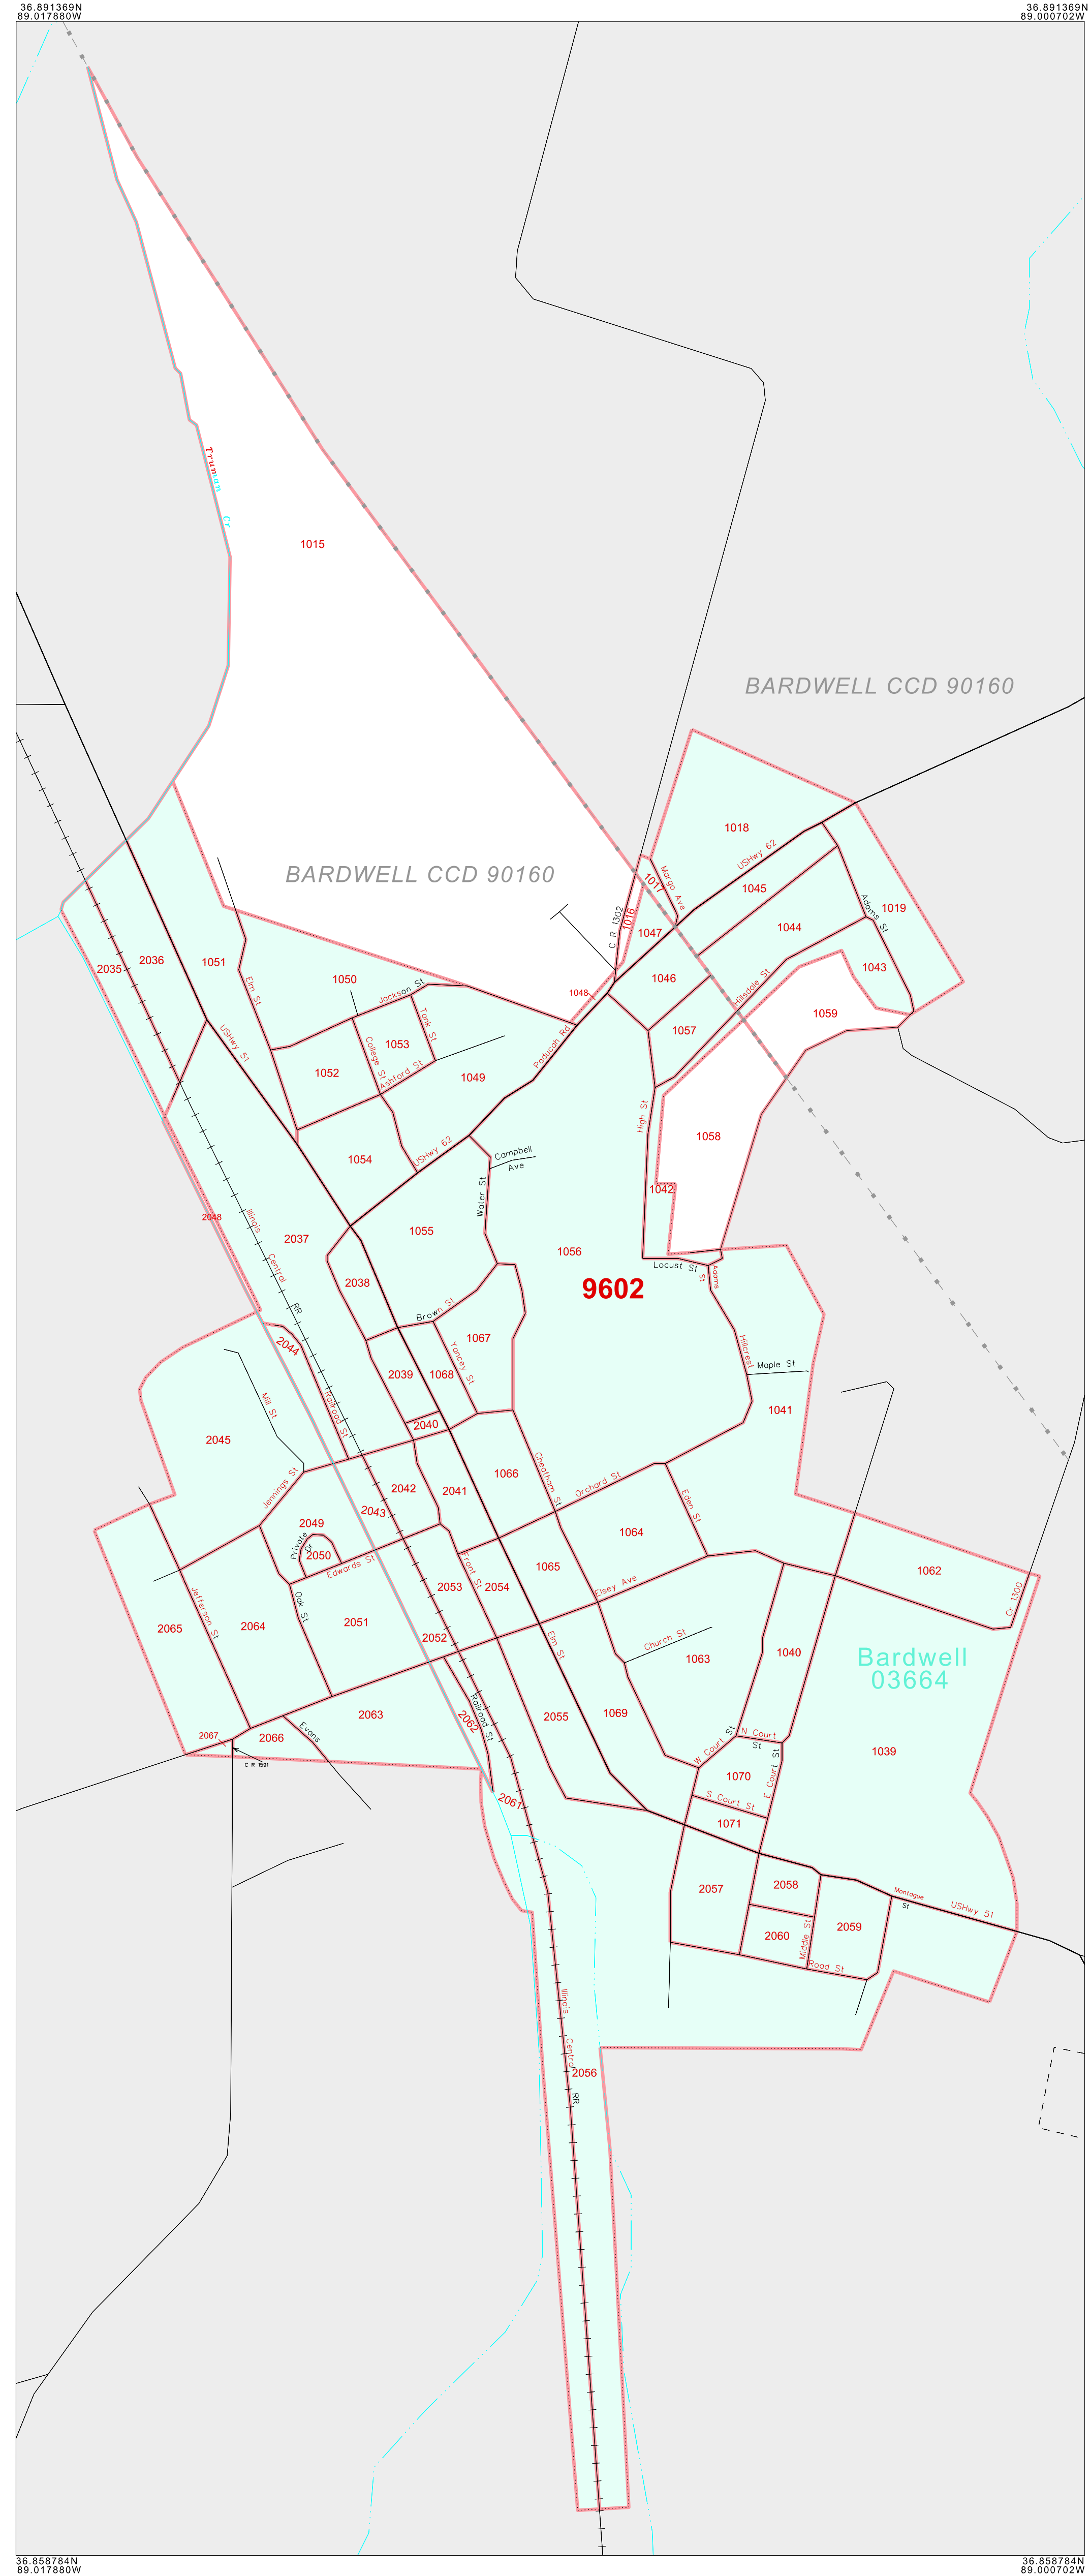 36.891369N
89.017880W
36.891369N
89.000702W
Truman Cr
1015
BARDWELL CCD 90160
BARDWELL CCD 90160
1018
USHwy 62
1017
Margo Ave
1045
1016
C R 1302
1019
Adams St
1044
1047
1051
2036
2035
1043
1046
1050
Elm St
Jackson St
1048
Hillsdale St
1059
Tank St
Paducah Rd
1057
USHwy 51
College St
1053
1052
Ashford St
1049
High St
1058
USHwy 62
Campbell
Ave
1054
Water St
1042
2048
Illinois
Central
RR
2037
1055
1056
Locust St
Adams
St
9602
2038
Brown St
1067
2044
Yancey St
Hillcrest
Maple St
2039
1068
Railroad St
Mill St
1041
2040
2045
Jennings St
Cheatham St
Orchard St
1066
2042
2041
Eden St
2043
2049
Private
Dr
2050
1064
Edwards St
Front St
1065
1062
2053
2054
Elsey Ave
Cr 1300
Jefferson St
Oak St
2065
2064
2051
2052
Elm St
Church St
1063
1040
Bardwell
03664
2063
2062
Railroad St
2055
1069
Evans
2067
2066
C R 1591
N Court
St
W Court St
1039
1070
E Court St
S Court St
2061
1071
2057
2058
Montague
St
USHwy 51
2060
Middle St
2059
Road St
Illinois
Central
RR
2056
36.858784N
89.017880W
36.858784N
89.000702W